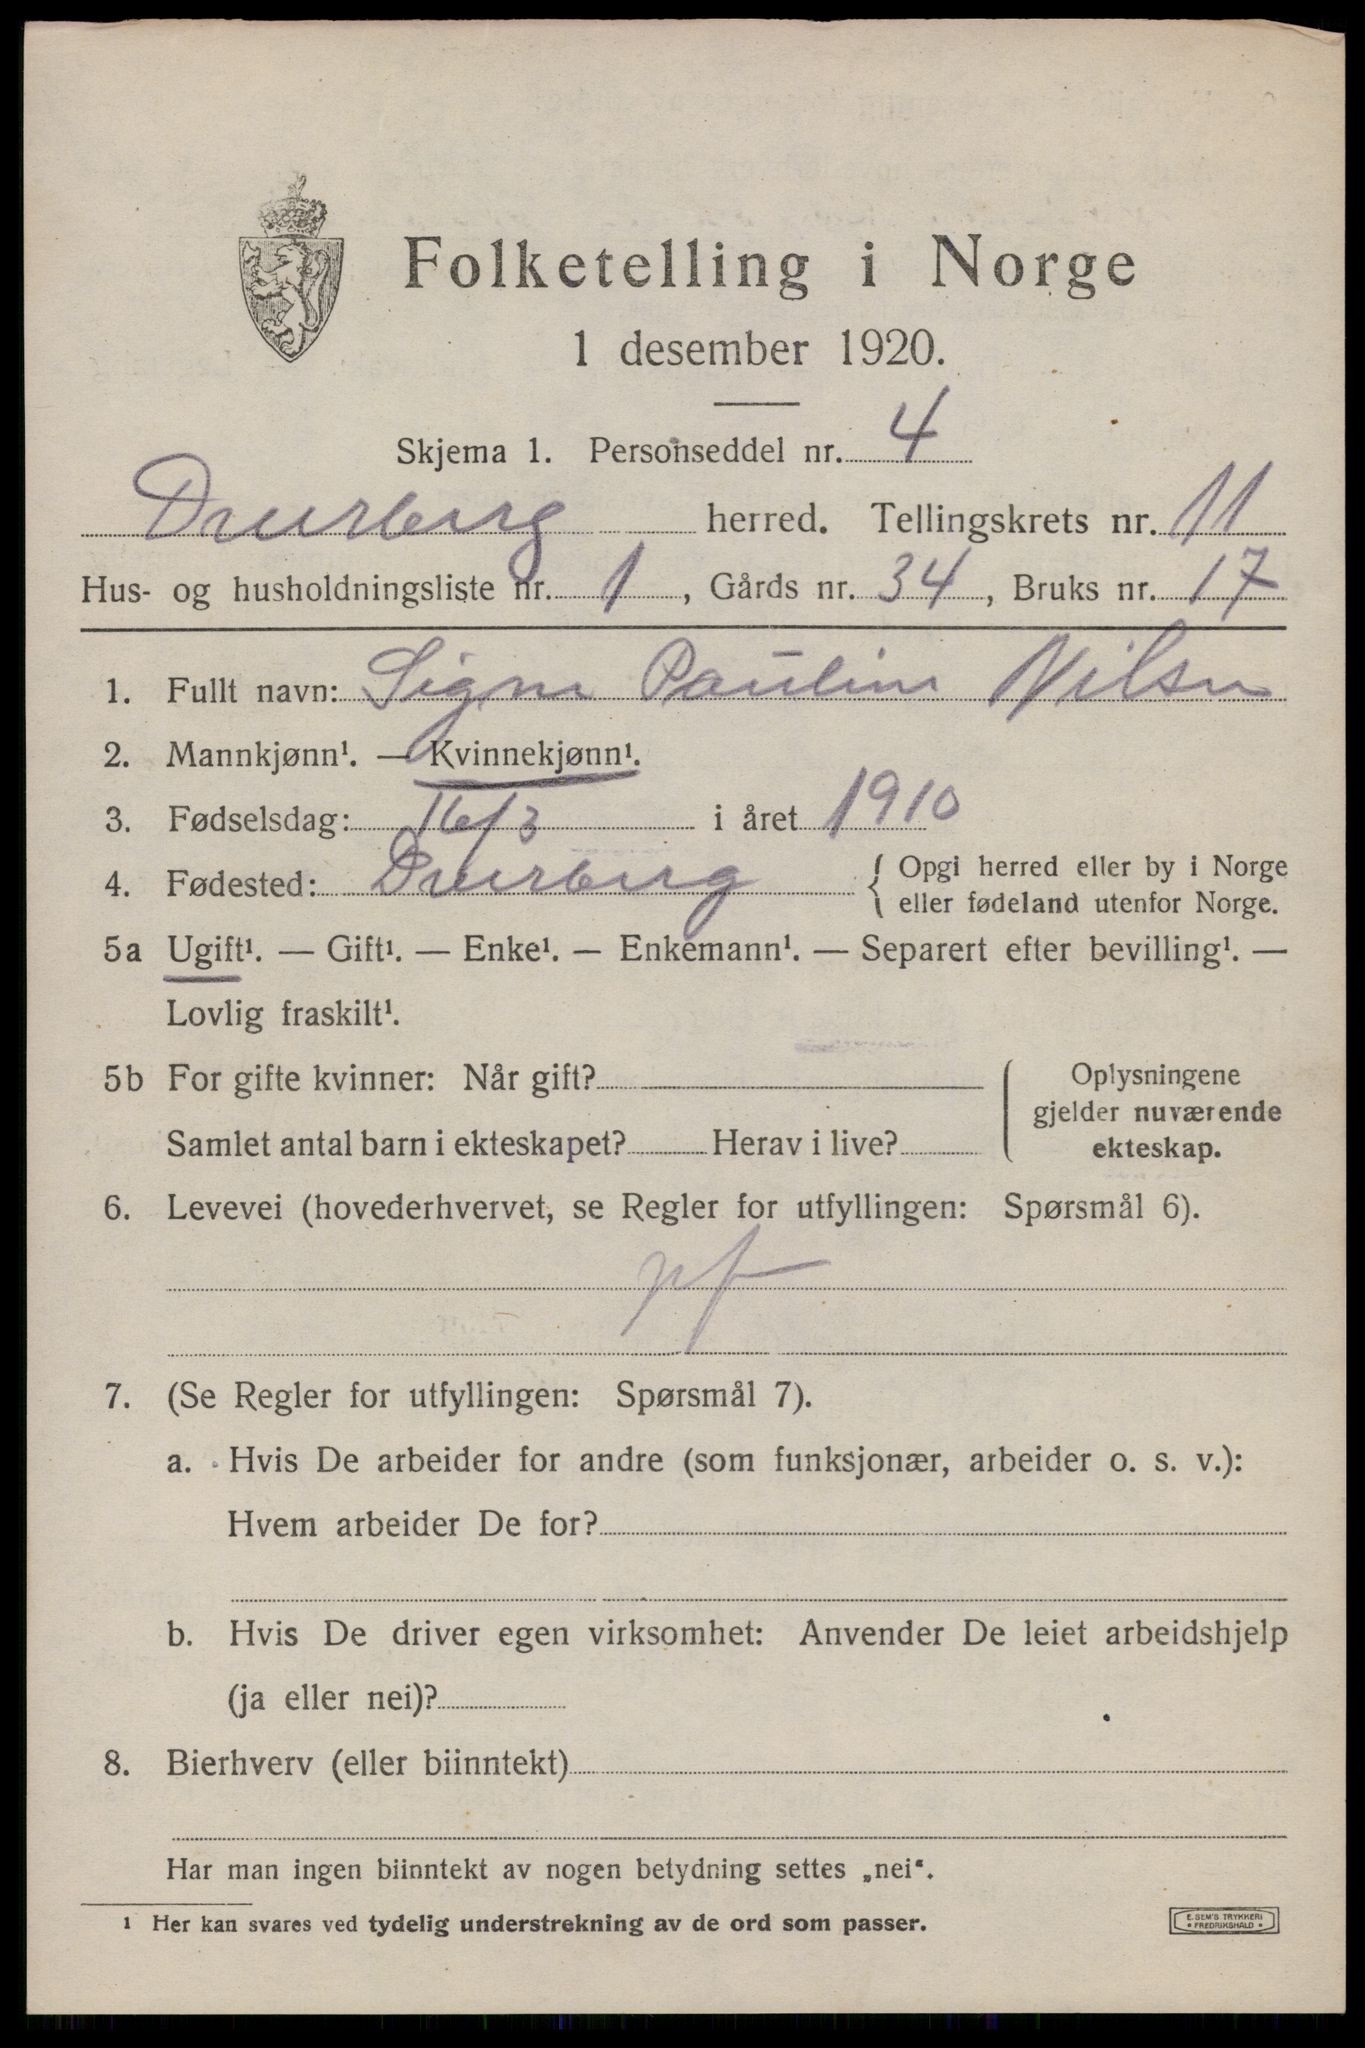 Folketelling i Norge
1 desember 1920.
Skjema 1. Personseddel nr. 4
Dverberg herred. Tellingskrets nr. 11
Hus- og husholdningsliste nr. 1, Gårds nr. 34, Bruks nr. 17
1. Fullt navn: Signe Pauline Nilsen
2. Mannkjønn¹. — Kvinnekjønn¹.
3. Fødselsdag: 16/3 i året 1910
4. Fødested: Dverberg { Opgi herred eller by i Norge
eller fødeland utenfor Norge.
5a Ugift¹. — Gift¹. — Enke¹. — Enkemann¹. — Separert efter bevilling¹. —
Lovlig fraskilt¹.
5b For gifte kvinner: Når gift?
Samlet antal barn i ekteskapet? Herav i live?
Oplysningene
gjelder nuværende
ekteskap.
6. Levevei (hovederhvervet, se Regler for utfyllingen: Spørsmål 6).
pf
7. (Se Regler for utfyllingen: Spørsmål 7).
a. Hvis De arbeider for andre (som funksjonær, arbeider o. s. v.):
Hvem arbeider De for?
b. Hvis De driver egen virksomhet: Anvender De leiet arbeidshjelp
(ja eller nei)?
8. Bierhverv (eller biinntekt)
Har man ingen biinntekt av nogen betydning settes „nei“.
1 Her kan svares ved tydelig understrekning av de ord som passer.
E. SEM'S TRYKKERI
• FREDRIKSHALD •